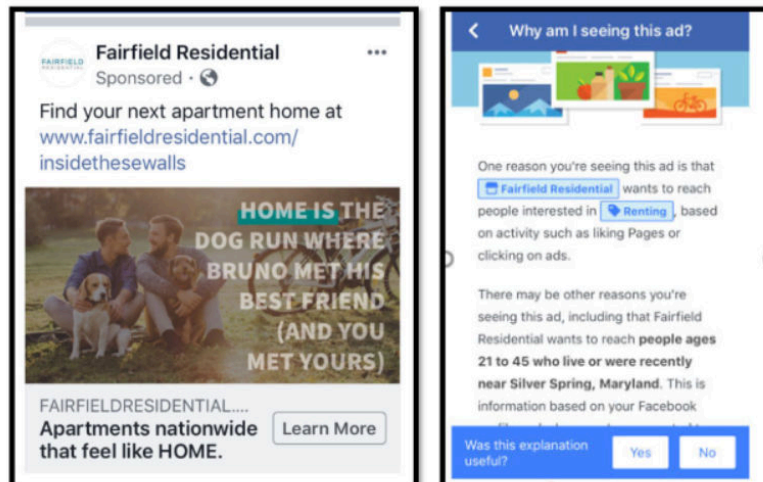 FAIRFIELD
RESIDENTIAL
Fairfield Residential
Sponsored ·
Find your next apartment home at
www.fairfieldresidential.com/
insidethesewalls
HOME IS THE
DOG RUN WHERE
BRUNO MET HIS
BEST FRIEND
(AND YOU
MET YOURS)
FAIRFIELDRESIDENTIAL....
Apartments nationwide
that feel like HOME.
Learn More
Why am I seeing this ad?
One reason you're seeing this ad is that
Fairfield Residential wants to reach
people interested in Renting, based
on activity such as liking Pages or
clicking on ads.
There may be other reasons you're
seeing this ad, including that Fairfield
Residential wants to reach people ages
21 to 45 who live or were recently
near Silver Spring, Maryland. This is
information based on your Facebook
Was this explanation
useful?
Yes
No